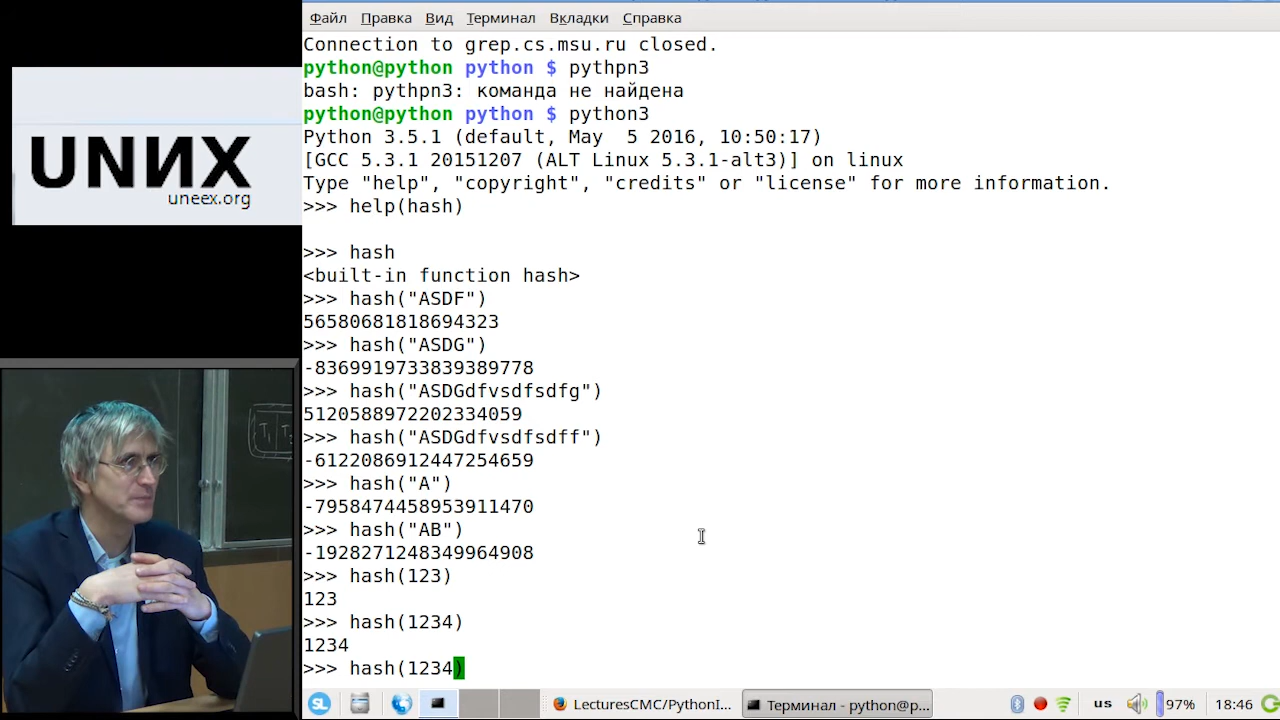 Файл Правка Вид Терминал Вкладки Справка
Connection to grep.cs.msu.ru closed.
python@python python $ pythpn3
bash: pythpn3: команда не найдена
python@python python $ python3
Python 3.5.1 (default, May  5 2016, 10:50:17)
[GCC 5.3.1 20151207 (ALT Linux 5.3.1-alt3)] on linux
Type "help", "copyright", "credits" or "license" for more information.
>>> help(hash)
>>> hash
<built-in function hash>
>>> hash("ASDF")
56580681818694323
>>> hash("ASDG")
-8369919733839389778
>>> hash("ASDGdfvsdfsdfg")
5120588972202334059
>>> hash("ASDGdfvsdfsdff")
-6122086912447254659
>>> hash("A")
-7958474458953911470
>>> hash("AB")
-1928271248349964908
>>> hash(123)
123
>>> hash(1234)
1234
>>> hash(1234)
UNИX
uneex.org
T₁
SL LecturesCMC/PythonI... Терминал - python@p... us 97% 18:46